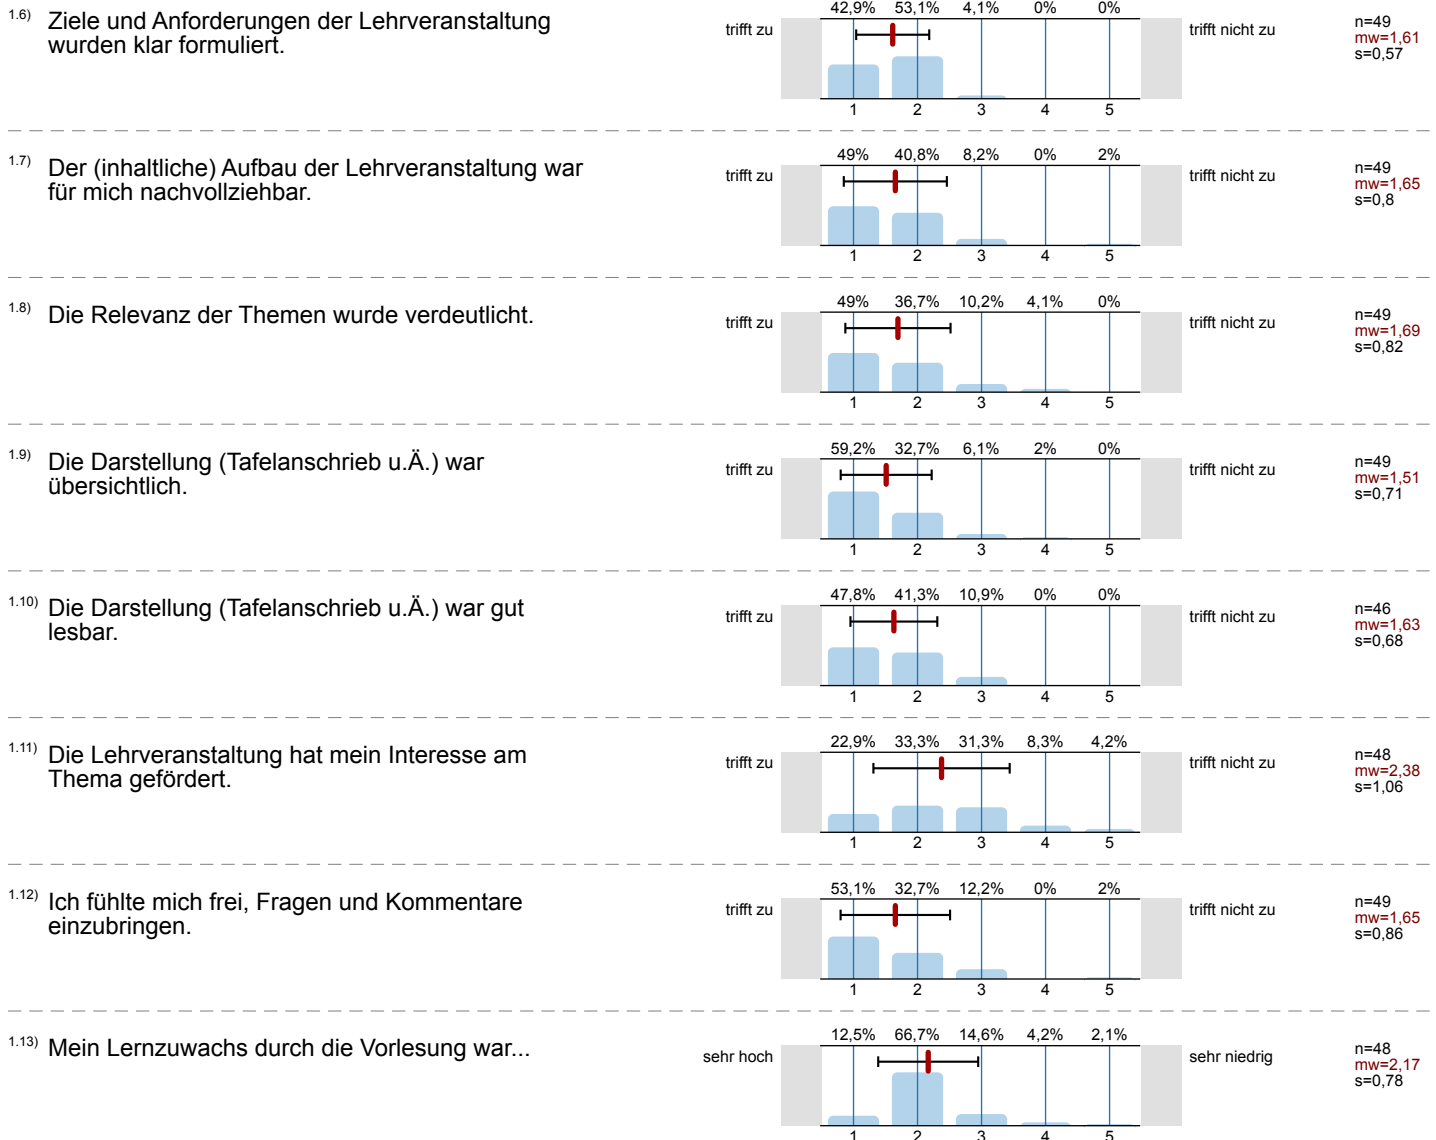 1.6) Ziele und Anforderungen der Lehrveranstaltung
wurden klar formuliert.
42,9% 53,1% 4,1% 0% 0%
trifft zu
trifft nicht zu
n=49
mw=1,61
s=0,57
1 2 3 4 5
1.7) Der (inhaltliche) Aufbau der Lehrveranstaltung war
für mich nachvollziehbar.
49% 40,8% 8,2% 0% 2%
trifft zu
trifft nicht zu
n=49
mw=1,65
s=0,8
1 2 3 4 5
1.8) Die Relevanz der Themen wurde verdeutlicht.
49% 36,7% 10,2% 4,1% 0%
trifft zu
trifft nicht zu
n=49
mw=1,69
s=0,82
1 2 3 4 5
1.9) Die Darstellung (Tafelanschrieb u.Ä.) war
übersichtlich.
59,2% 32,7% 6,1% 2% 0%
trifft zu
trifft nicht zu
n=49
mw=1,51
s=0,71
1 2 3 4 5
1.10) Die Darstellung (Tafelanschrieb u.Ä.) war gut
lesbar.
47,8% 41,3% 10,9% 0% 0%
trifft zu
trifft nicht zu
n=46
mw=1,63
s=0,68
1 2 3 4 5
1.11) Die Lehrveranstaltung hat mein Interesse am
Thema gefördert.
22,9% 33,3% 31,3% 8,3% 4,2%
trifft zu
trifft nicht zu
n=48
mw=2,38
s=1,06
1 2 3 4 5
1.12) Ich fühlte mich frei, Fragen und Kommentare
einzubringen.
53,1% 32,7% 12,2% 0% 2%
trifft zu
trifft nicht zu
n=49
mw=1,65
s=0,86
1 2 3 4 5
1.13) Mein Lernzuwachs durch die Vorlesung war...
12,5% 66,7% 14,6% 4,2% 2,1%
sehr hoch
sehr niedrig
n=48
mw=2,17
s=0,78
1 2 3 4 5